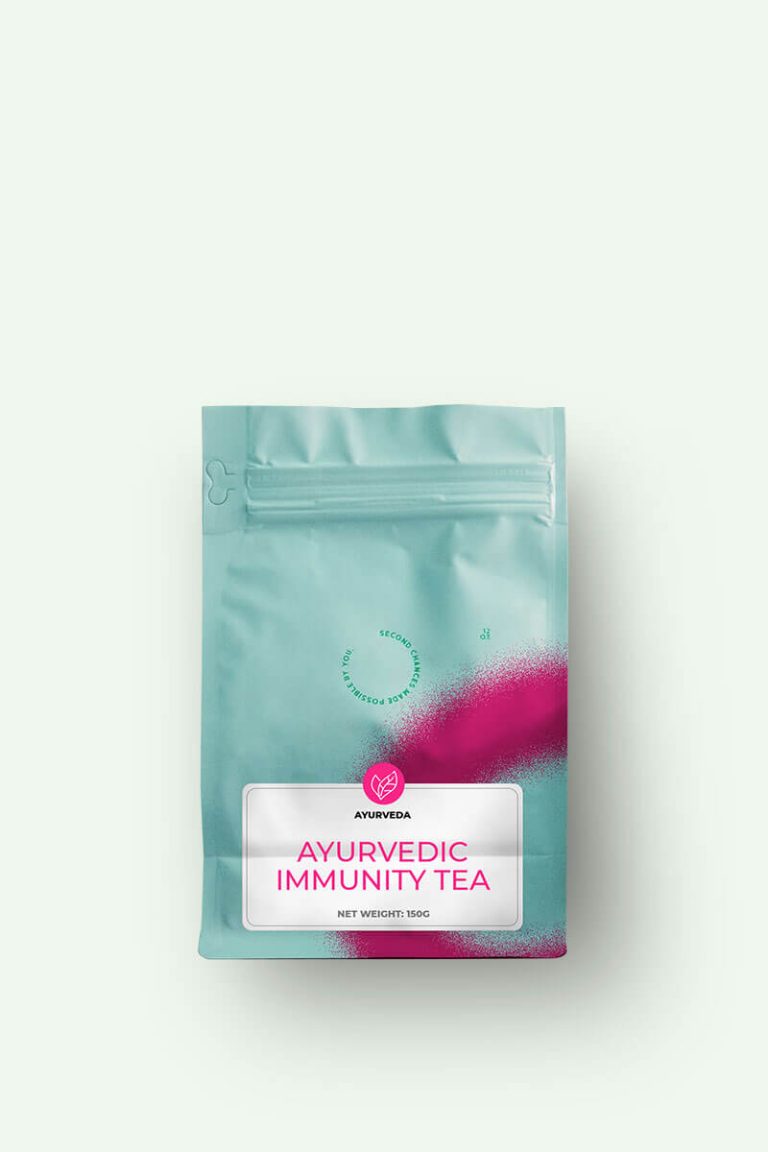 SECOND CHANCES MADE POSSIBLE BY YOU.
AYURVEDA
AYURVEDIC
IMMUNITY TEA
NET WEIGHT: 150G